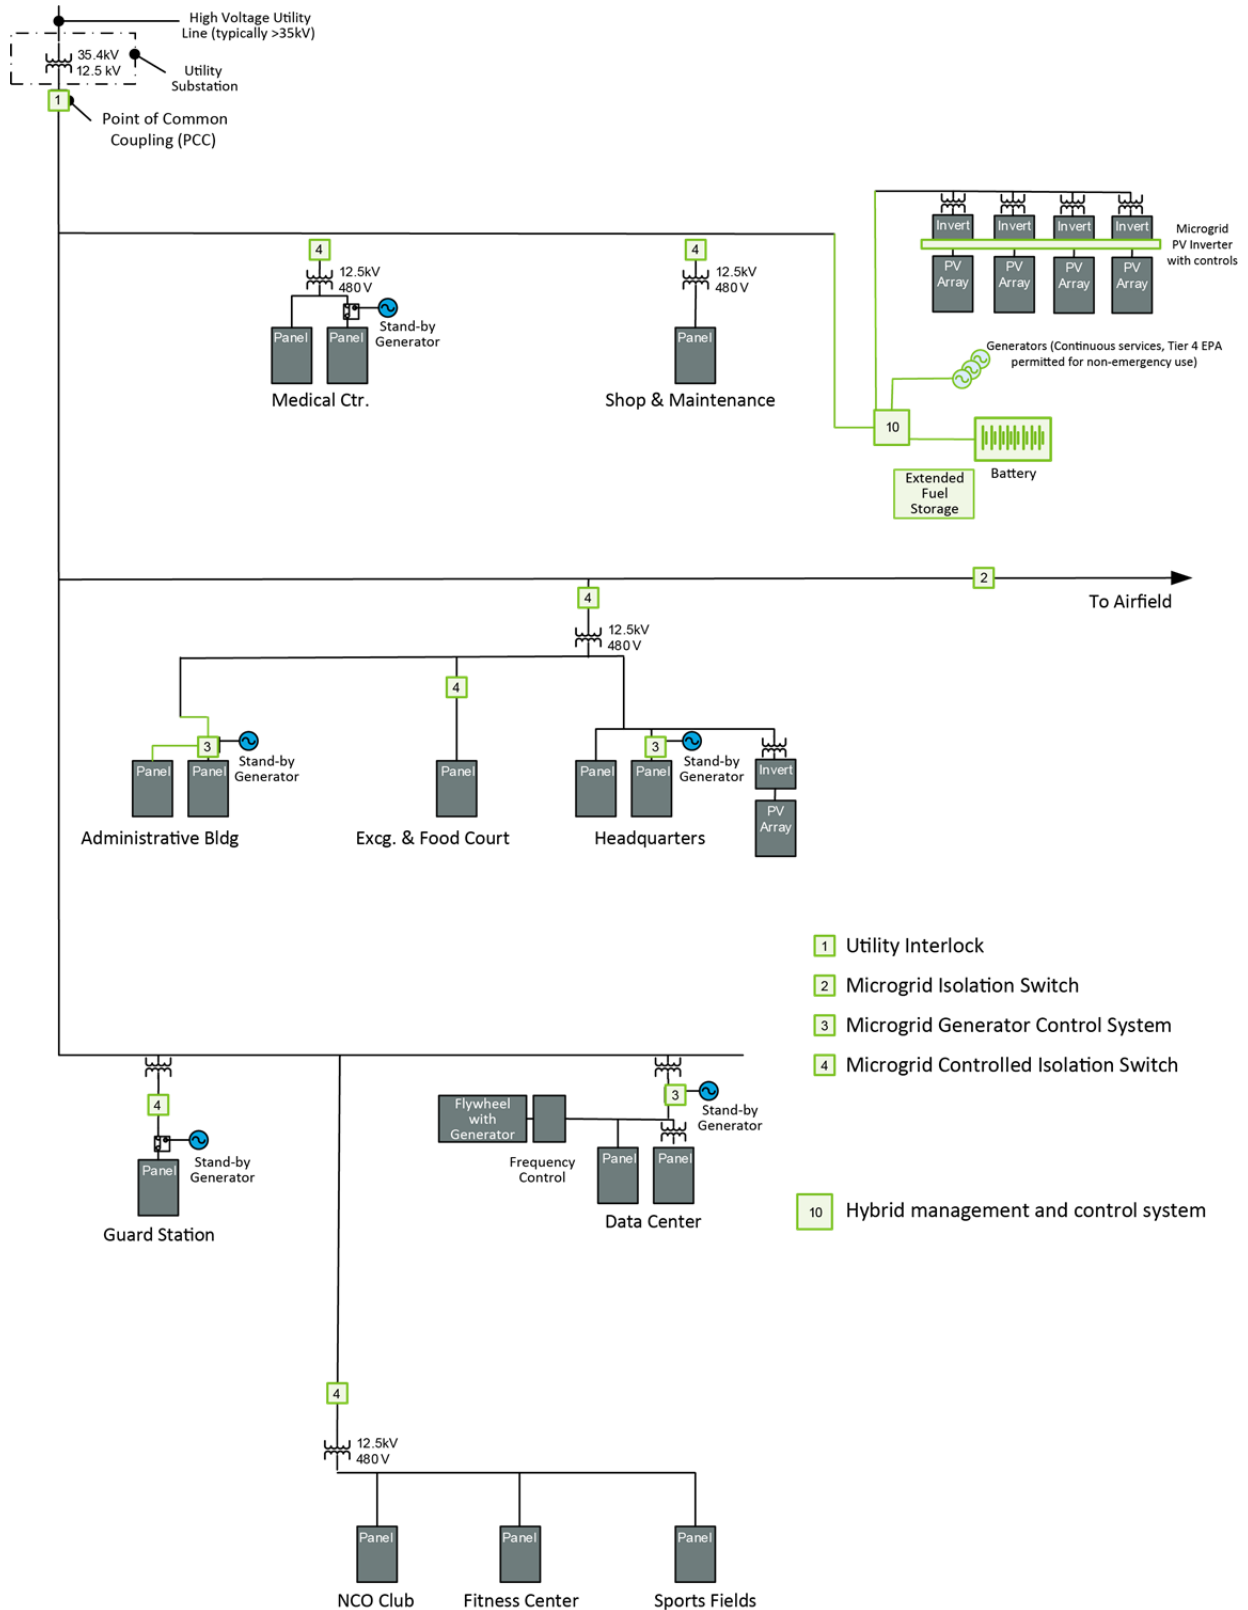 High Voltage Utility
Line (typically >35kV)
35.4kV
12.5 kV
Utility
Substation
1
Point of Common
Coupling (PCC)
Invert
Invert
Invert
Invert
Microgrid
PV Inverter
with controls
PV
Array
PV
Array
PV
Array
PV
Array
4
12.5kV
480 V
Stand-by
Generator
Panel
Panel
Medical Ctr.
4
12.5kV
480 V
Panel
Shop & Maintenance
Generators (Continuous services, Tier 4 EPA
permitted for non-emergency use)
10
Battery
Extended
Fuel
Storage
2
To Airfield
4
12.5kV
480 V
4
3
Stand-by
Generator
Panel
Panel
Administrative Bldg
Panel
Excg. & Food Court
3
Stand-by
Generator
Panel
Panel
Headquarters
Invert
PV
Array
1 Utility Interlock
2 Microgrid Isolation Switch
3 Microgrid Generator Control System
4 Microgrid Controlled Isolation Switch
10 Hybrid management and control system
4
Stand-by
Generator
Panel
Guard Station
Flywheel
with
Generator
Frequency
Control
3
Stand-by
Generator
Panel
Panel
Data Center
4
12.5kV
480 V
Panel
NCO Club
Panel
Fitness Center
Panel
Sports Fields